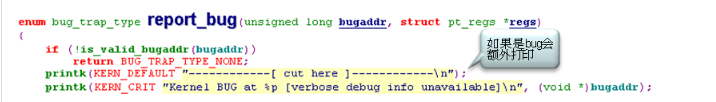 enum bug_trap_type report_bug(unsigned long bugaddr, struct pt_regs *regs)
{
if (!is_valid_bugaddr(bugaddr))
return BUG_TRAP_TYPE_NONE;
printk(KERN_DEFAULT "------------[ cut here ]------------\n");
printk(KERN_CRIT "Kernel BUG at %p [verbose debug info unavailable]\n", (void *)bugaddr);
如果是bug会
额外打印